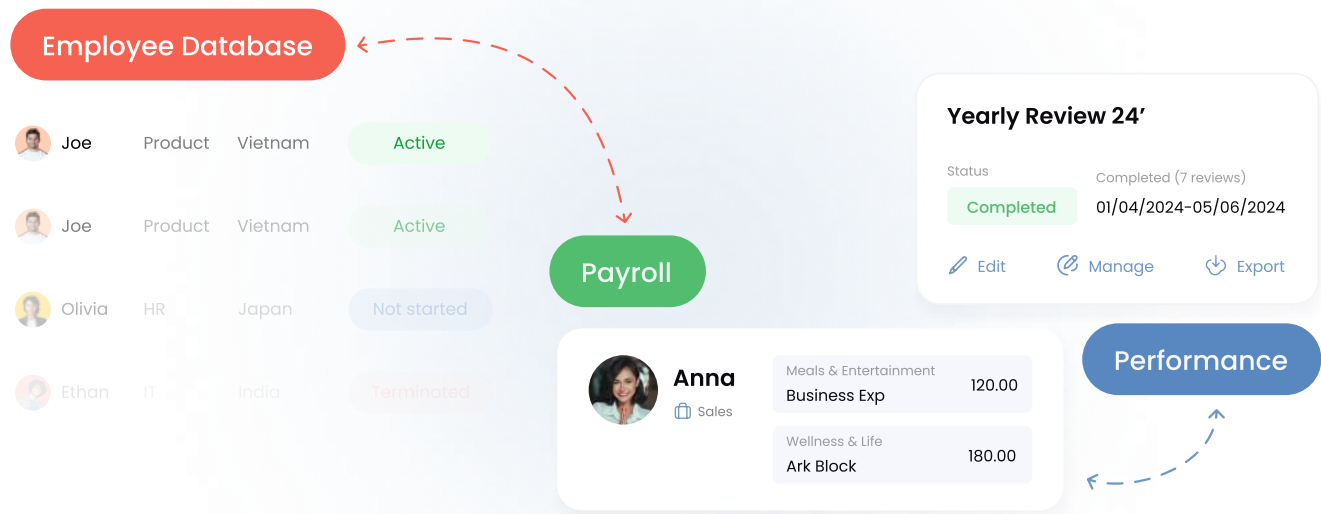 Employee Database
Joe Product Vietnam Active
Joe Product Vietnam Active
Olivia HR Japan Not started
Ethan IT India Terminated
Payroll
Anna
Sales
Meals & Entertainment
Business Exp 120.00
Wellness & Life
Ark Block 180.00
Yearly Review 24’
Status Completed (7 reviews)
Completed 01/04/2024-05/06/2024
Edit Manage Export
Performance